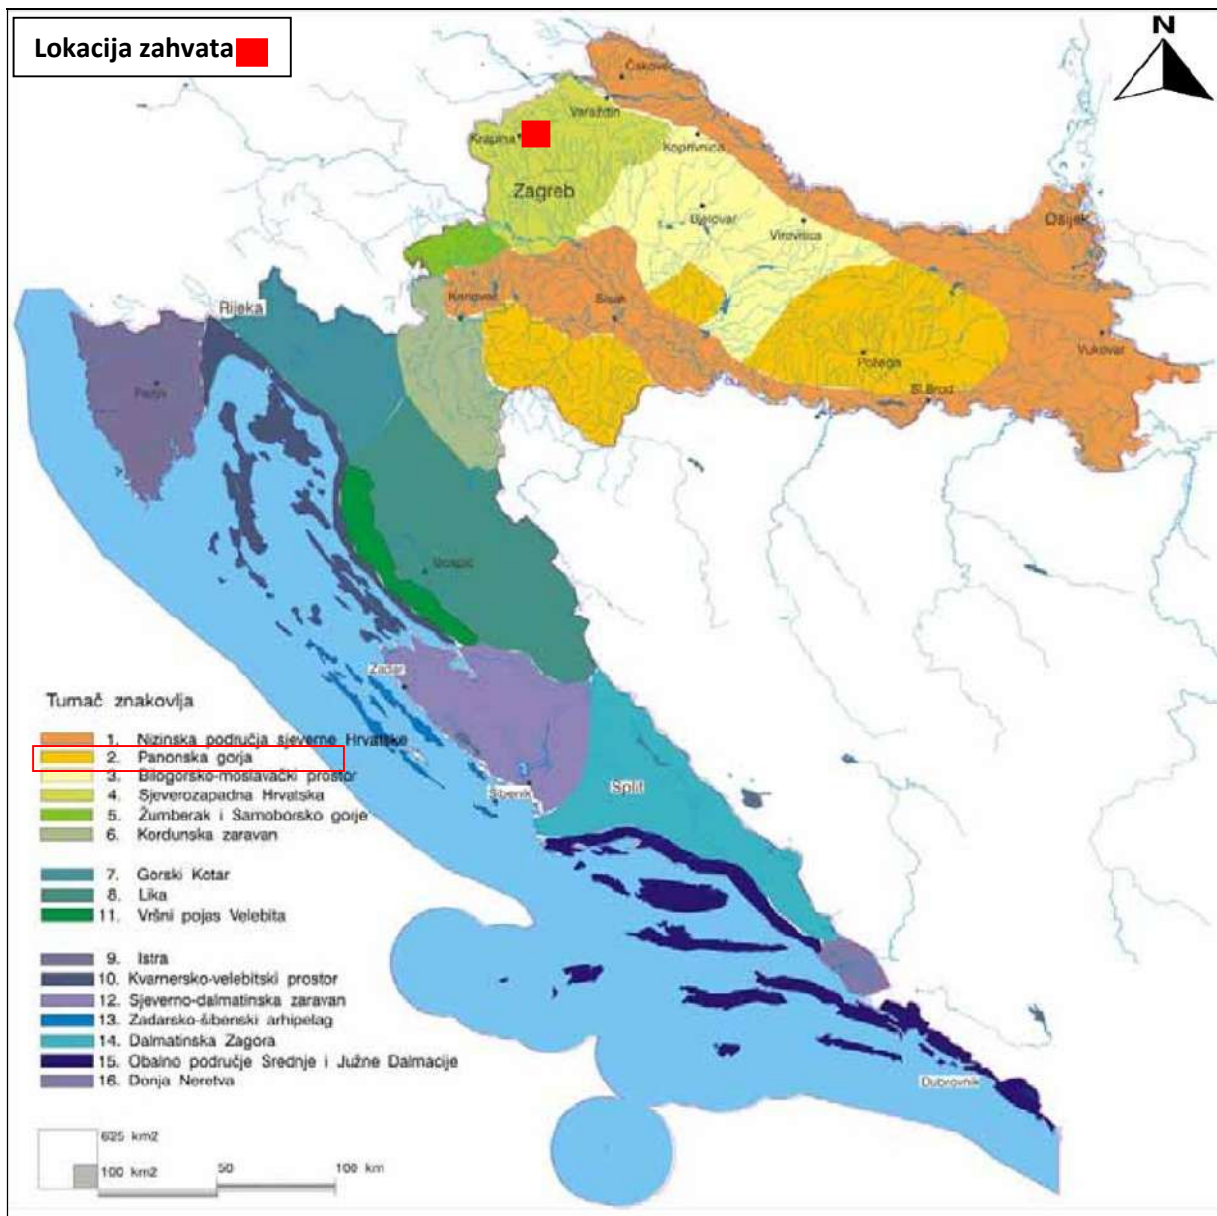 Lokacija zahvata
N
Čakovec
Varaždin
Krapina
Koprivnica
Zagreb
Bjelovar
Virovitica
Osijek
Karlovac
Sisak
Rijeka
Požega
Vukovar
Sl.Brod
Pazin
Gospić
Zadar
Šibenik
Split
Dubrovnik
Tumač znakovlja
1. Nizinska područja sjeverne Hrvatske
2. Panonska gorja
3. Bilogorsko-moslavački prostor
4. Sjeverozapadna Hrvatska
5. Žumberak i Samoborsko gorje
6. Kordunska zaravan
7. Gorski Kotar
8. Lika
11. Vršni pojas Velebita
9. Istra
10. Kvarnersko-velebitski prostor
12. Sjeverno-dalmatinska zaravan
13. Zadarsko-šibenski arhipelag
14. Dalmatinska Zagora
15. Obalno područje Srednje i Južne Dalmacije
16. Donja Neretva
625 km2
100 km2
50
100 km